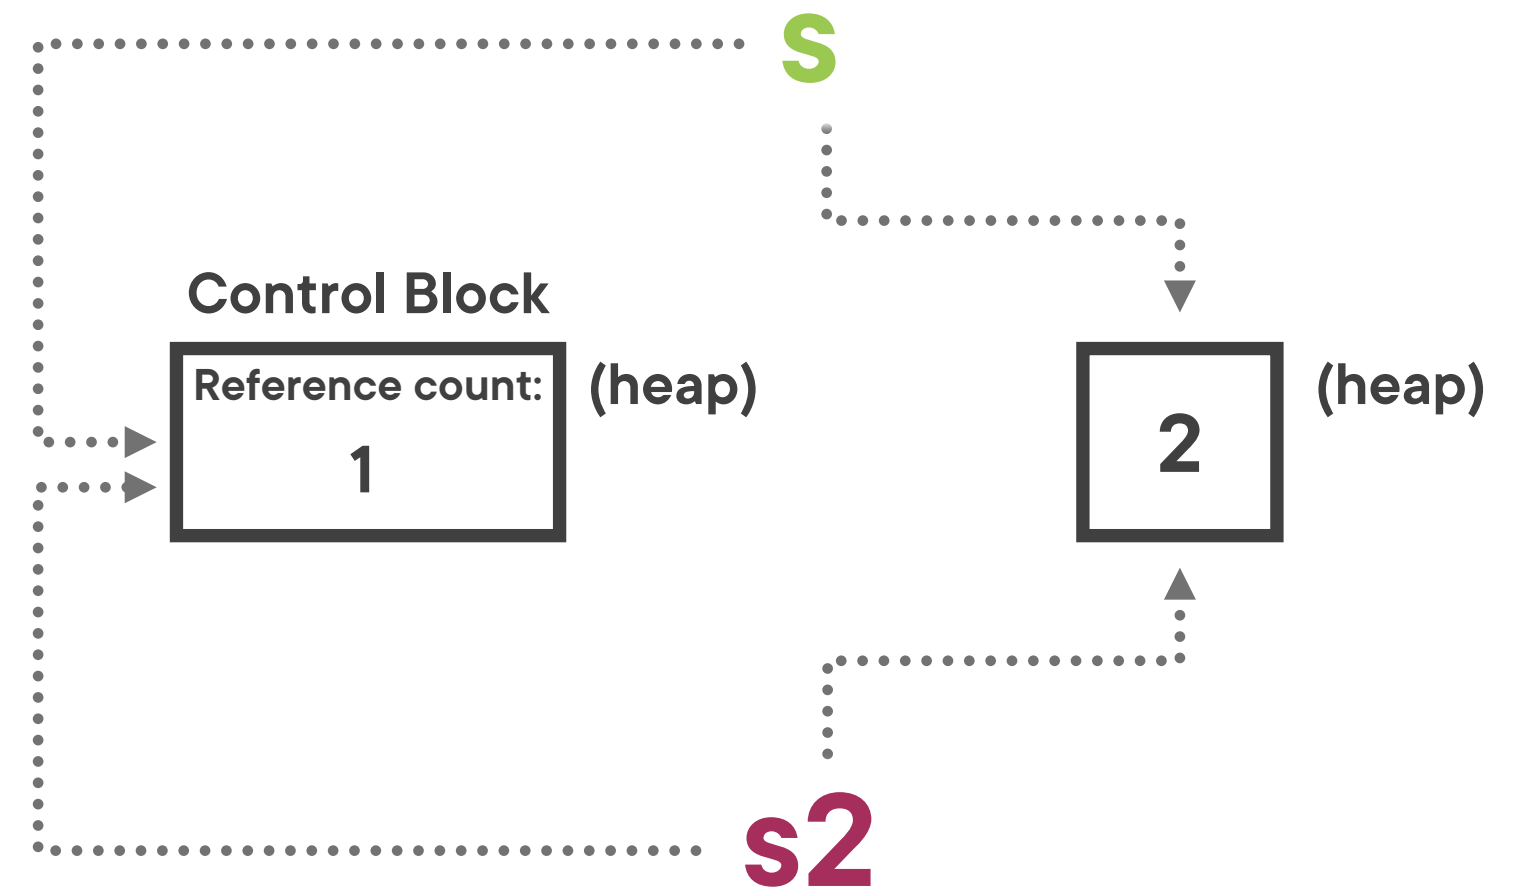 s
Control Block
Reference count: (heap)
1
2
(heap)
s2